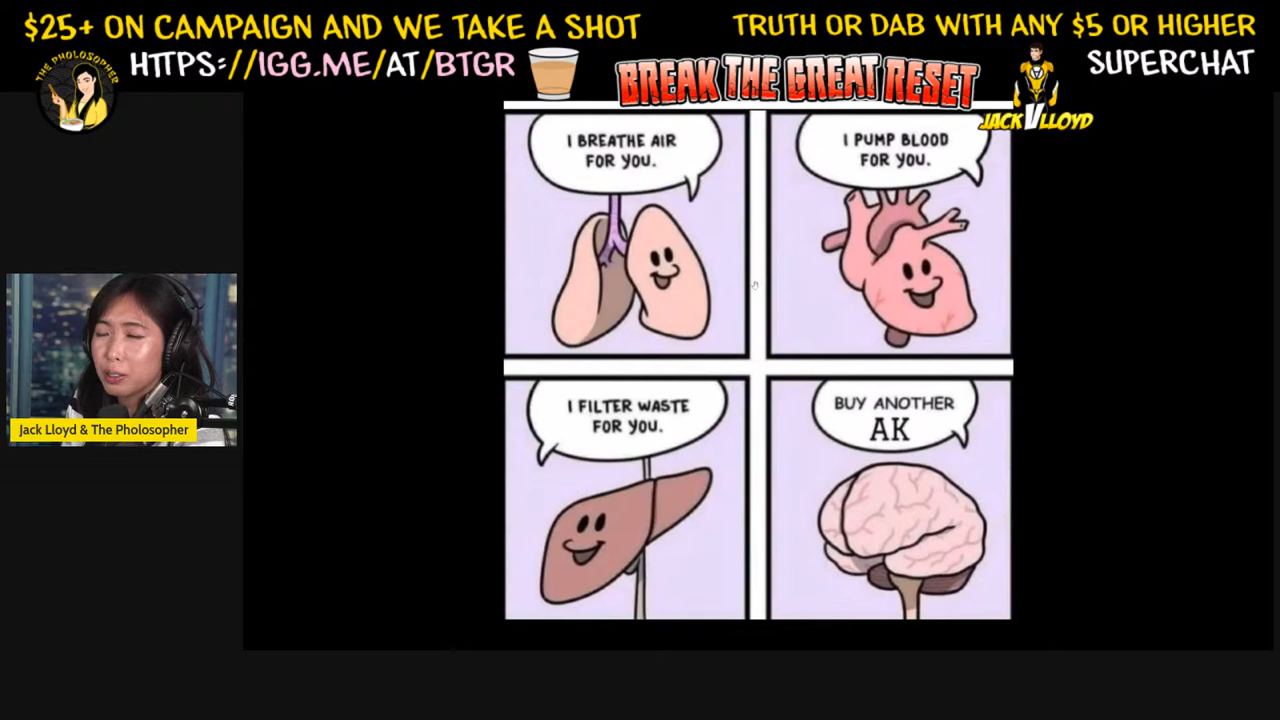 $25+ ON CAMPAIGN AND WE TAKE A SHOT
TRUTH OR DAB WITH ANY $5 OR HIGHER
HTTPS://IGG.ME/AT/BTGR
SUPERCHAT
THE PHOLOSOPHER
BREAK THE GREAT RESET
JACK V LLOYD
I BREATHE AIR
FOR YOU.
I PUMP BLOOD
FOR YOU.
I FILTER WASTE
FOR YOU.
BUY ANOTHER
AK
Jack Lloyd & The Pholosopher